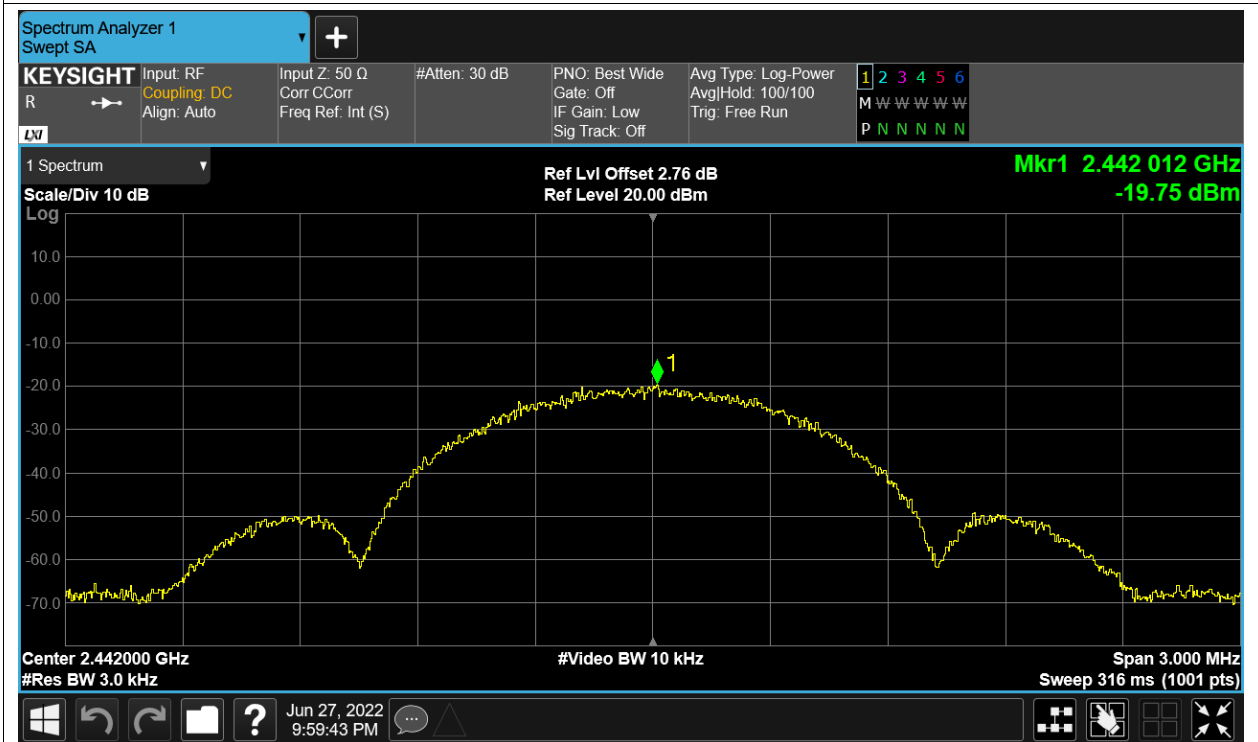 Spectrum Analyzer 1
Swept SA
KEYSIGHT
R
LXI
Input: RF
Coupling: DC
Align: Auto
Input Z: 50 Ω
Corr CCorr
Freq Ref: Int (S)
#Atten: 30 dB
PNO: Best Wide
Gate: Off
IF Gain: Low
Sig Track: Off
Avg Type: Log-Power
Avg|Hold: 100/100
Trig: Free Run
1 2 3 4 5 6
M W W W W W
P N N N N N
1 Spectrum
Scale/Div 10 dB
Log
Ref Lvl Offset 2.76 dB
Ref Level 20.00 dBm
Mkr1 2.442 012 GHz
-19.75 dBm
10.0
0.00
-10.0
1
-20.0
-30.0
-40.0
-50.0
-60.0
-70.0
Center 2.442000 GHz
#Res BW 3.0 kHz
#Video BW 10 kHz
Span 3.000 MHz
Sweep 316 ms (1001 pts)
?
Jun 27, 2022
9:59:43 PM